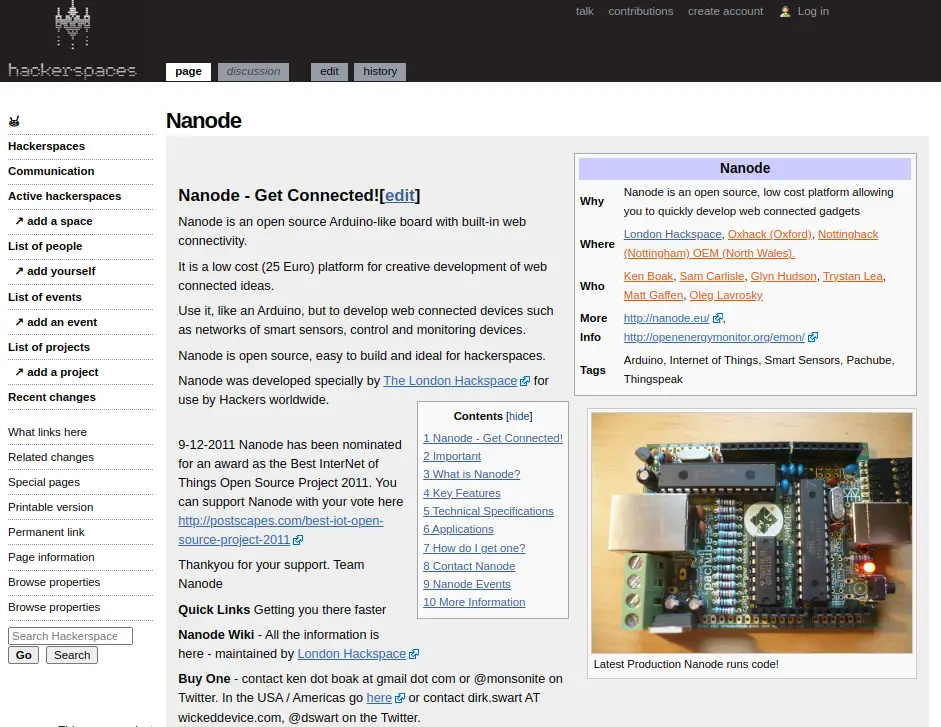 talk contributions create account Log in
hackerspaces
page discussion edit history
Nanode
Hackerspaces
Communication
Active hackerspaces
↗ add a space
List of people
↗ add yourself
List of events
↗ add an event
List of projects
↗ add a project
Recent changes
What links here
Related changes
Special pages
Printable version
Permanent link
Page information
Browse properties
Browse properties
Search Hackerspace
Go Search
Nanode - Get Connected![edit]
Nanode is an open source Arduino-like board with built-in web
connectivity.
It is a low cost (25 Euro) platform for creative development of web
connected ideas.
Use it, like an Arduino, but to develop web connected devices such
as networks of smart sensors, control and monitoring devices.
Nanode is open source, easy to build and ideal for hackerspaces.
Nanode was developed specially by The London Hackspace for
use by Hackers worldwide.
9-12-2011 Nanode has been nominated
for an award as the Best InterNet of
Things Open Source Project 2011. You
can support Nanode with your vote here
http://postscapes.com/best-iot-open-
source-project-2011
Thankyou for your support. Team
Nanode
Quick Links Getting you there faster
Nanode Wiki - All the information is
here - maintained by London Hackspace
Buy One - contact ken dot boak at gmail dot com or @monsonite on
Twitter. In the USA / Americas go here or contact dirk.swart AT
wickeddevice.com, @dswart on the Twitter.
Contents [hide]
1 Nanode - Get Connected!
2 Important
3 What is Nanode?
4 Key Features
5 Technical Specifications
6 Applications
7 How do I get one?
8 Contact Nanode
9 Nanode Events
10 More Information
Nanode
Why Nanode is an open source, low cost platform allowing
you to quickly develop web connected gadgets
Where London Hackspace, Oxhack (Oxford), Nottinghack
(Nottingham) OEM (North Wales).
Who Ken Boak, Sam Carlisle, Glyn Hudson, Trystan Lea,
Matt Gaffen, Oleg Lavrosky
More http://nanode.eu/ ,
Info http://openenergymonitor.org/emon/
Tags Arduino, Internet of Things, Smart Sensors, Pachube,
Thingspeak
pachube
Latest Production Nanode runs code!